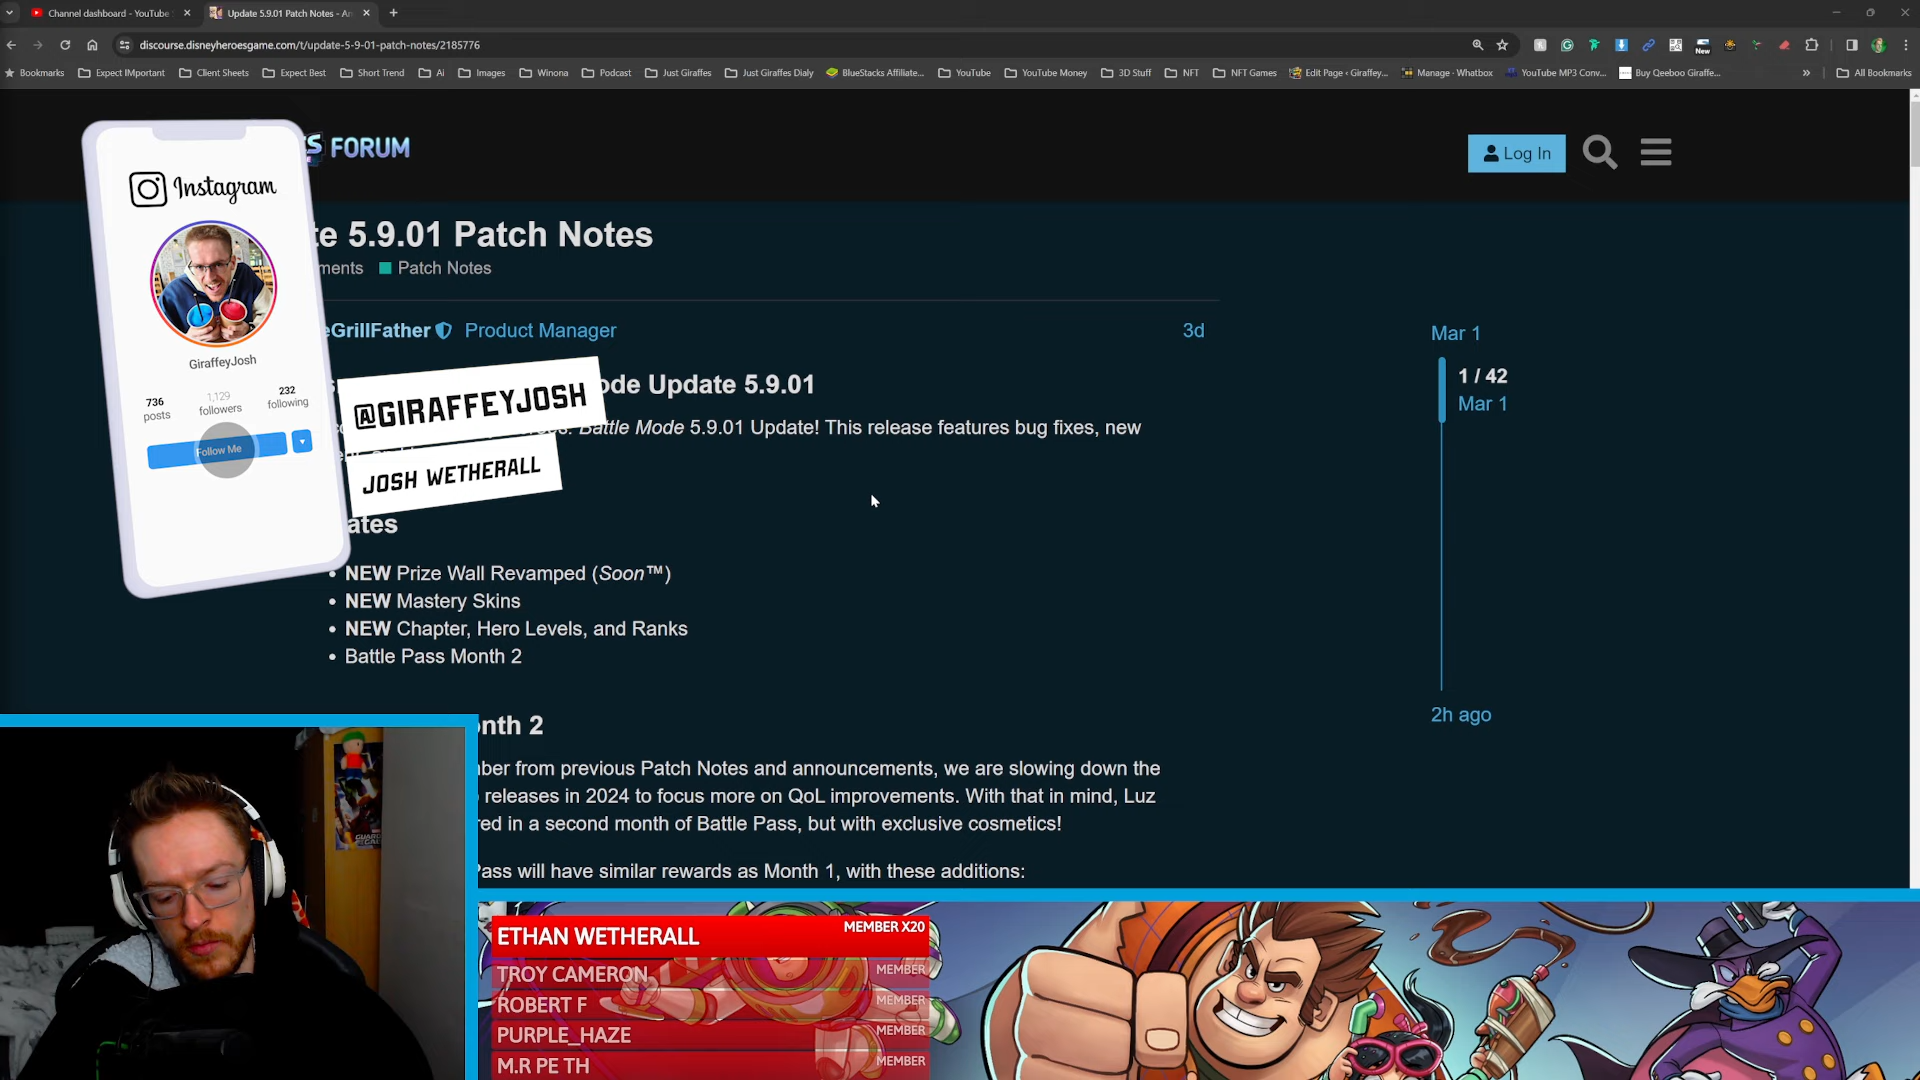 Channel dashboard - YouTube
Update 5.9.01 Patch Notes - An
discourse.disneyheroesgame.com/t/update-5-9-01-patch-notes/2185776
New
Bookmarks
Expect IMportant
Client Sheets
Expect Best
Short Trend
Ai
Images
Winona
Podcast
Just Giraffes
Just Giraffes Dialy
BlueStacks Affiliate...
YouTube
YouTube Money
3D Stuff
NFT
NFT Games
Edit Page ‹ Giraffey...
Manage · Whatbox
YouTube MP3 Conv...
Buy Qeeboo Giraffe...
»
All Bookmarks
S FORUM
Log In
Instagram
GiraffeyJosh
736 posts
1,129 followers
232 following
Follow Me
@GIRAFFEYJOSH
JOSH WETHERALL
te 5.9.01 Patch Notes
ments Patch Notes
eGrillFather Product Manager 3d
ode Update 5.9.01
Battle Mode 5.9.01 Update! This release features bug fixes, new
ates
• NEW Prize Wall Revamped (Soon™)
• NEW Mastery Skins
• NEW Chapter, Hero Levels, and Ranks
• Battle Pass Month 2
nth 2
ber from previous Patch Notes and announcements, we are slowing down the
releases in 2024 to focus more on QoL improvements. With that in mind, Luz
red in a second month of Battle Pass, but with exclusive cosmetics!
Pass will have similar rewards as Month 1, with these additions:
Mar 1
1 / 42
Mar 1
2h ago
ETHAN WETHERALL MEMBER X20
TROY CAMERON MEMBER
ROBERT F MEMBER
PURPLE_HAZE MEMBER
M.R PE TH MEMBER